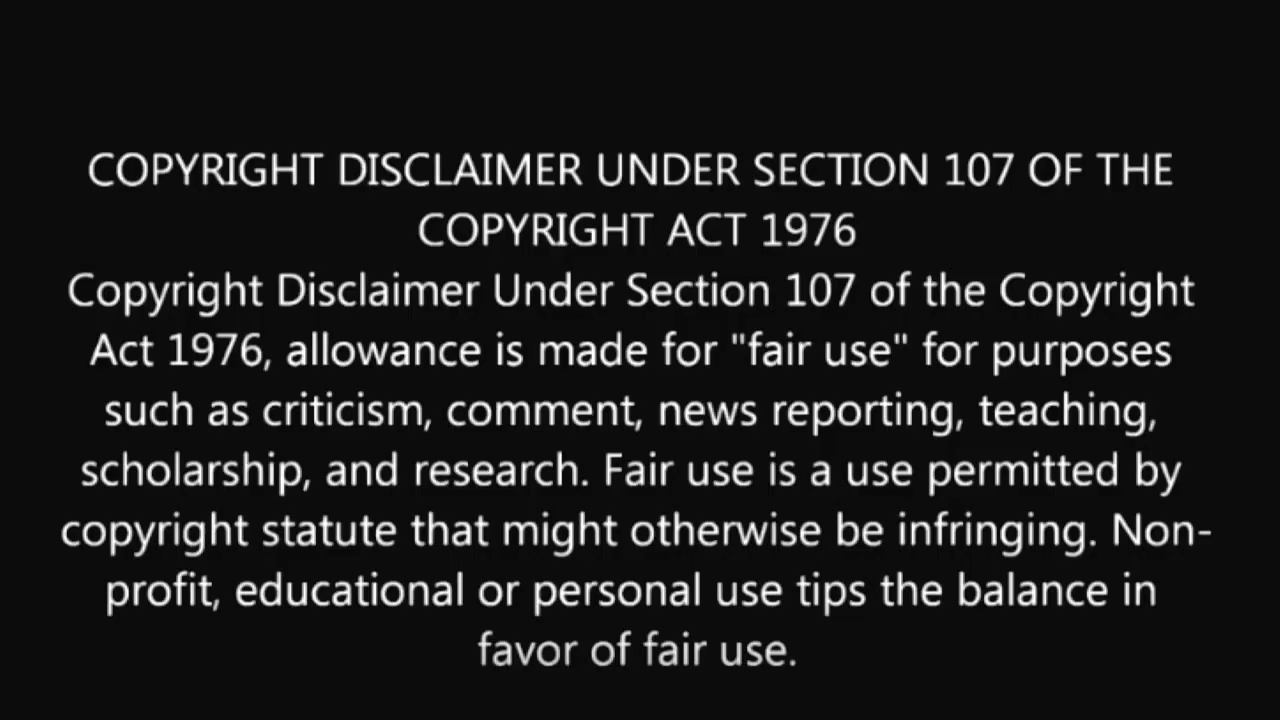 COPYRIGHT DISCLAIMER UNDER SECTION 107 OF THE
COPYRIGHT ACT 1976
Copyright Disclaimer Under Section 107 of the Copyright
Act 1976, allowance is made for "fair use" for purposes
such as criticism, comment, news reporting, teaching,
scholarship, and research. Fair use is a use permitted by
copyright statute that might otherwise be infringing. Non-
profit, educational or personal use tips the balance in
favor of fair use.